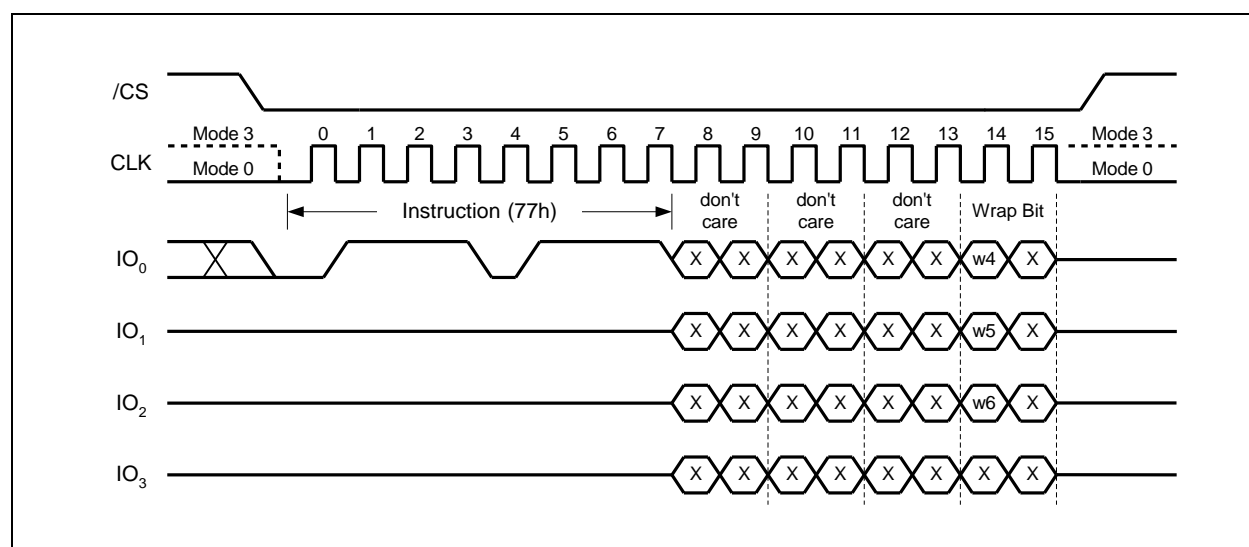 /CS
Mode 3 0 1 2 3 4 5 6 7 8 9 10 11 12 13 14 15 Mode 3
CLK
Mode 0 Mode 0
Instruction (77h) don't care don't care don't care Wrap Bit
IO0 X X X X X X w4 X
IO1 X X X X X X w5 X
IO2 X X X X X X w6 X
IO3 X X X X X X X X